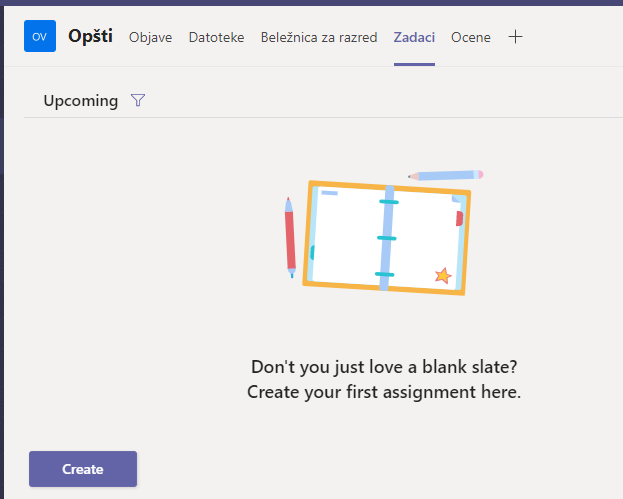 OV Opšti Objave Datoteke Beležnica za razred Zadaci Ocene
Upcoming
Don't you just love a blank slate?
Create your first assignment here.
Create